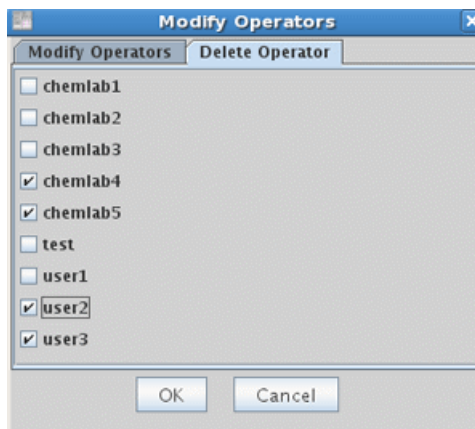 Modify Operators
Modify Operators Delete Operator
chemlab1
chemlab2
chemlab3
chemlab4
chemlab5
test
user1
user2
user3
OK Cancel